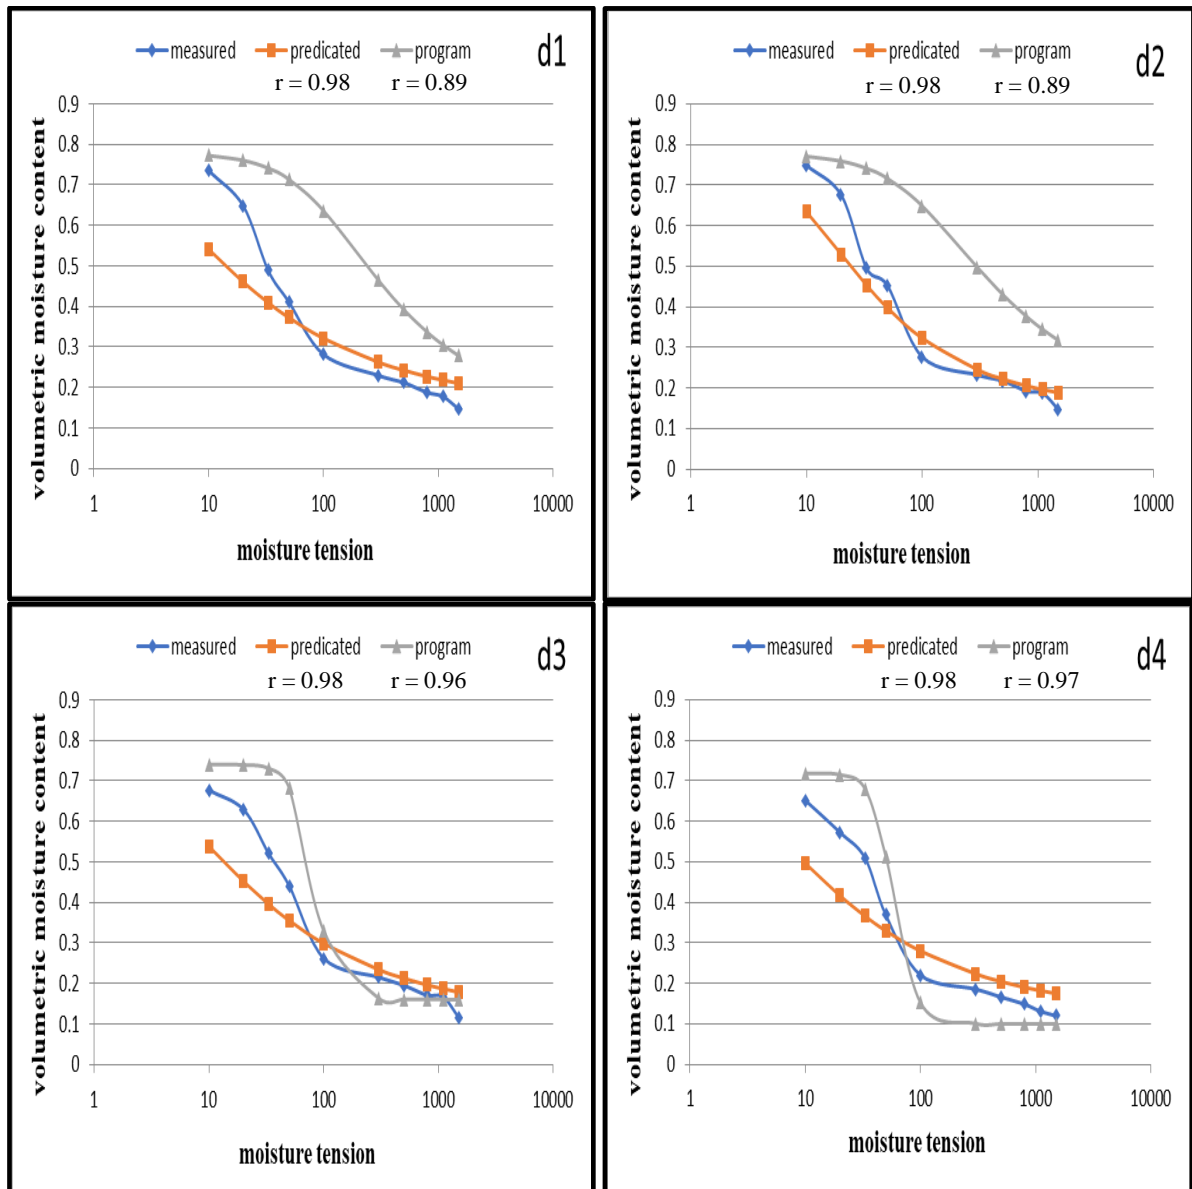 measured predicated program d1
r = 0.98 r = 0.89
0.9
0.8
0.7
0.6
0.5
0.4
0.3
0.2
0.1
0
1 10 100 1000 10000
volumetric moisture content
moisture tension
measured predicated program d2
r = 0.98 r = 0.89
0.9
0.8
0.7
0.6
0.5
0.4
0.3
0.2
0.1
0
1 10 100 1000 10000
volumetric moisture content
moisture tension
measured predicated program d3
r = 0.98 r = 0.96
0.9
0.8
0.7
0.6
0.5
0.4
0.3
0.2
0.1
0
1 10 100 1000 10000
volumetric moisture content
moisture tension
measured predicated program d4
r = 0.98 r = 0.97
0.9
0.8
0.7
0.6
0.5
0.4
0.3
0.2
0.1
0
1 10 100 1000 10000
volumetric moisture content
moisture tension